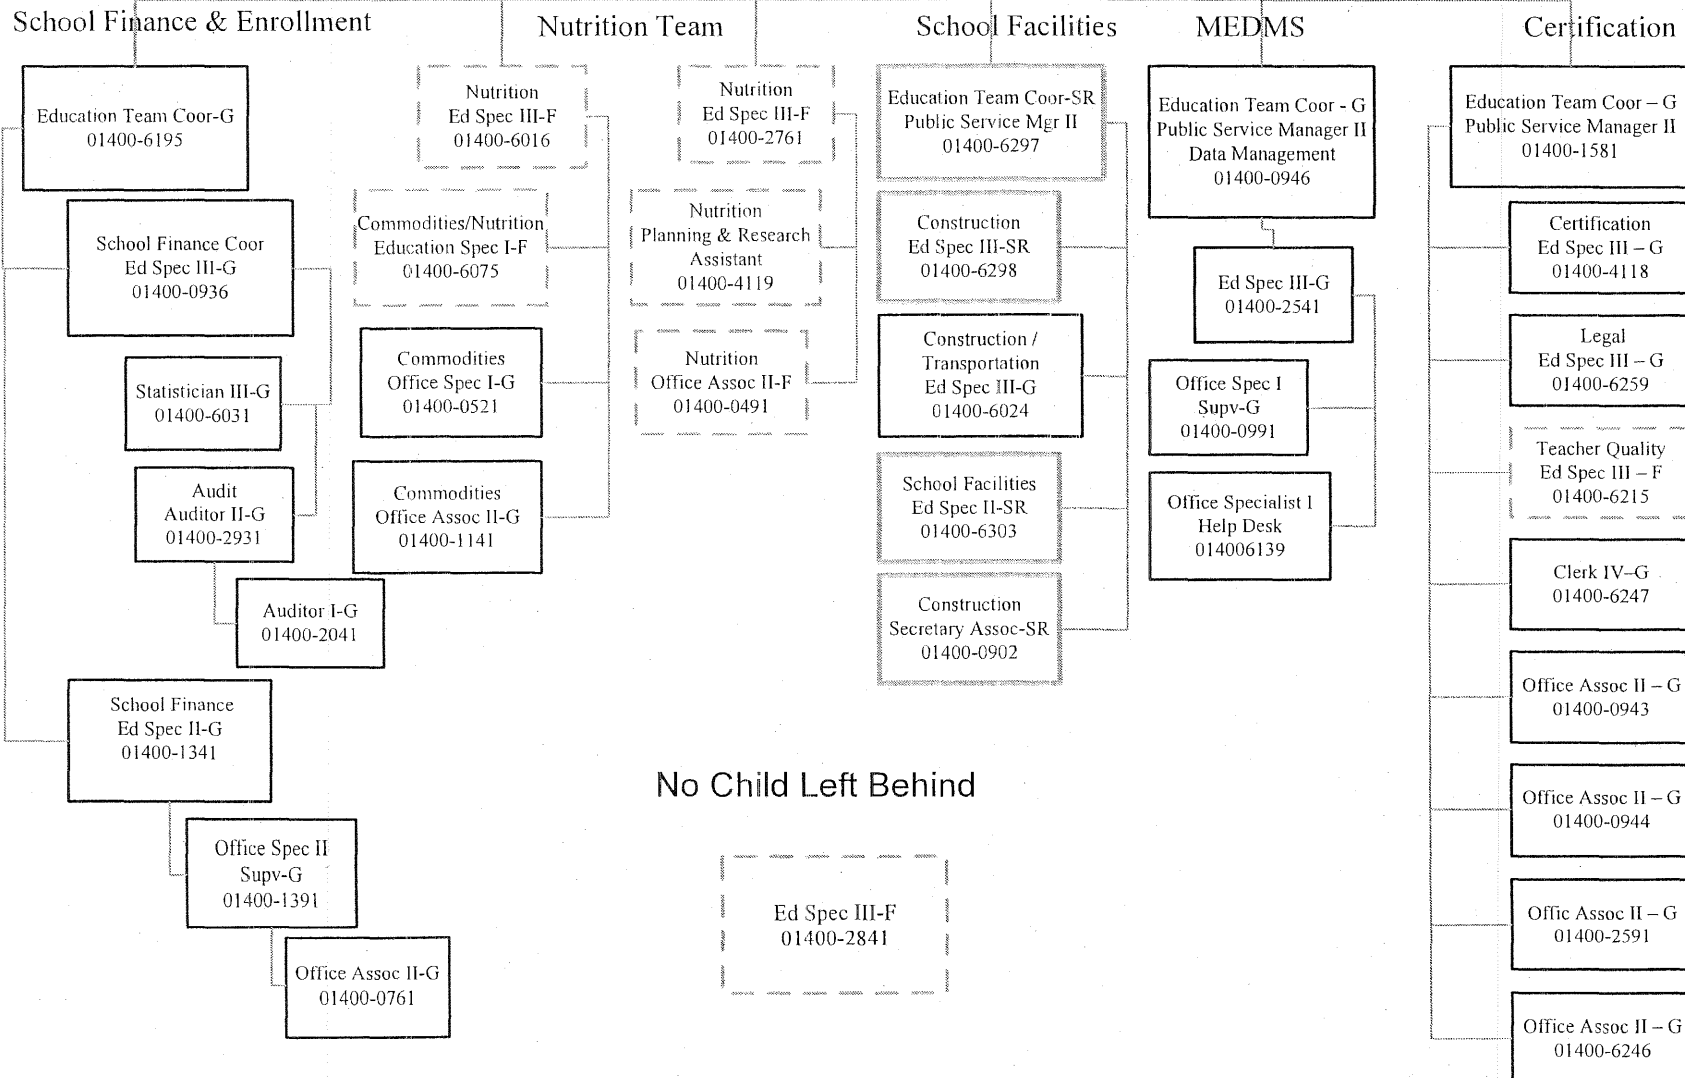 School Finance & Enrollment
Education Team Coor-G
01400-6195
School Finance Coor
Ed Spec III-G
01400-0936
Statistician III-G
01400-6031
Audit
Auditor II-G
01400-2931
Auditor I-G
01400-2041
School Finance
Ed Spec II-G
01400-1341
Office Spec II
Supv-G
01400-1391
Office Assoc II-G
01400-0761
Nutrition Team
Nutrition
Ed Spec III-F
01400-6016
Commodities/Nutrition
Education Spec I-F
01400-6075
Commodities
Office Spec I-G
01400-0521
Commodities
Office Assoc II-G
01400-1141
Nutrition
Ed Spec III-F
01400-2761
Nutrition
Planning & Research
Assistant
01400-4119
Nutrition
Office Assoc II-F
01400-0491
School Facilities
Education Team Coor-SR
Public Service Mgr II
01400-6297
Construction
Ed Spec III-SR
01400-6298
Construction /
Transportation
Ed Spec III-G
01400-6024
School Facilities
Ed Spec II-SR
01400-6303
Construction
Secretary Assoc-SR
01400-0902
MEDMS
Education Team Coor - G
Public Service Manager II
Data Management
01400-0946
Ed Spec III-G
01400-2541
Office Spec I
Supv-G
01400-0991
Office Specialist I
Help Desk
014006139
Certification
Education Team Coor – G
Public Service Manager II
01400-1581
Certification
Ed Spec III – G
01400-4118
Legal
Ed Spec III – G
01400-6259
Teacher Quality
Ed Spec III – F
01400-6215
Clerk IV–G
01400-6247
Office Assoc II – G
01400-0943
Office Assoc II – G
01400-0944
Offic Assoc II – G
01400-2591
Office Assoc II – G
01400-6246
No Child Left Behind
Ed Spec III-F
01400-2841